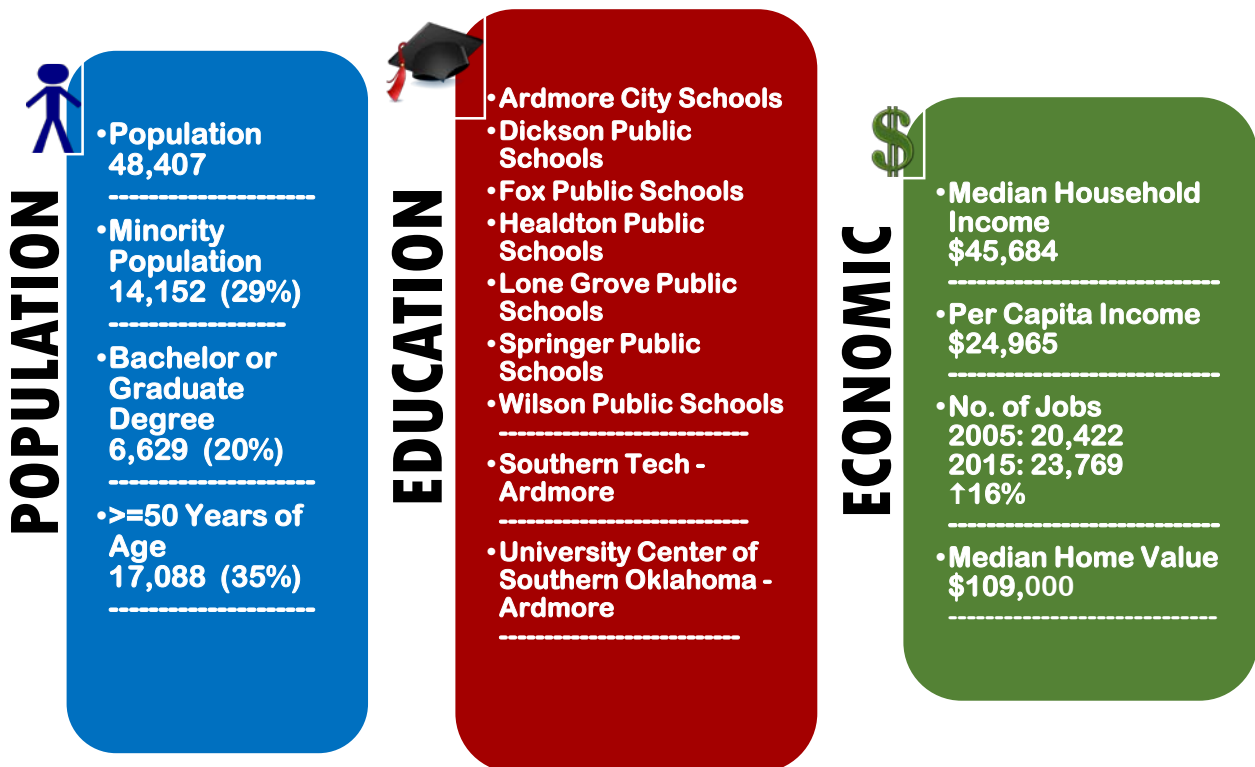 POPULATION
•Population
48,407
---------------------
•Minority
Population
14,152 (29%)
------------------
•Bachelor or
Graduate
Degree
6,629 (20%)
---------------------
•>=50 Years of
Age
17,088 (35%)
---------------------
EDUCATION
•Ardmore City Schools
•Dickson Public
Schools
•Fox Public Schools
•Healdton Public
Schools
•Lone Grove Public
Schools
•Springer Public
Schools
•Wilson Public Schools
--------------------------
•Southern Tech -
Ardmore
--------------------------
•University Center of
Southern Oklahoma -
Ardmore
-------------------------
ECONOMIC
$
•Median Household
Income
$45,684
-----------------------------
•Per Capita Income
$24,965
-----------------------------
•No. of Jobs
2005: 20,422
2015: 23,769
↑16%
-----------------------------
•Median Home Value
$109,000
-----------------------------